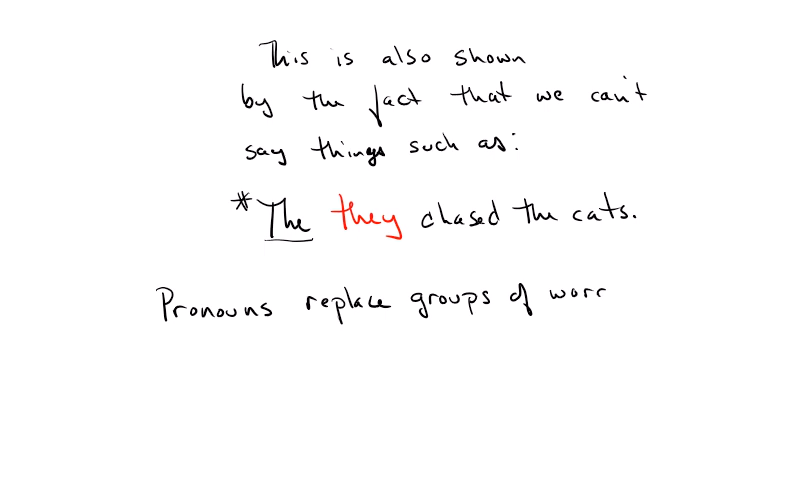 This is also shown
by the fact that we can't
say things such as:
*The they chased the cats.
Pronouns replace groups of